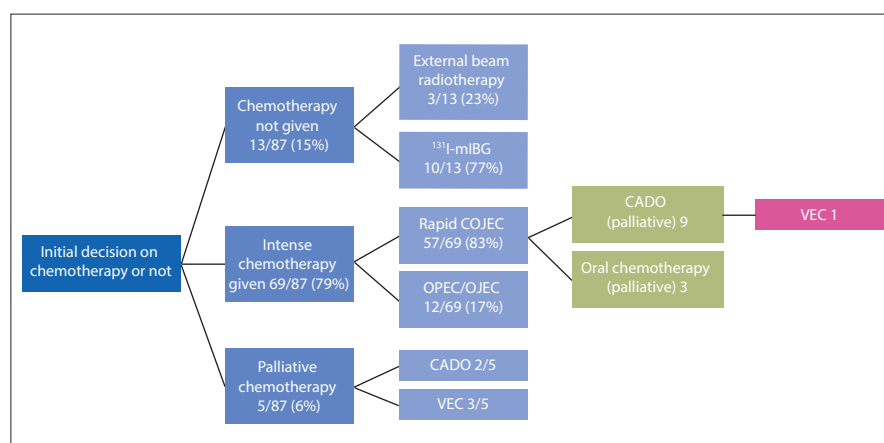 Initial decision on
chemotherapy or not
Chemotherapy
not given
13/87 (15%)
External beam
radiotherapy
3/13 (23%)
¹³¹I-mIBG
10/13 (77%)
Intense
chemotherapy
given 69/87 (79%)
Rapid COJEC
57/69 (83%)
OPEC/OJEC
12/69 (17%)
CADO
(palliative) 9
VEC 1
Oral chemotherapy
(palliative) 3
Palliative
chemotherapy
5/87 (6%)
CADO 2/5
VEC 3/5